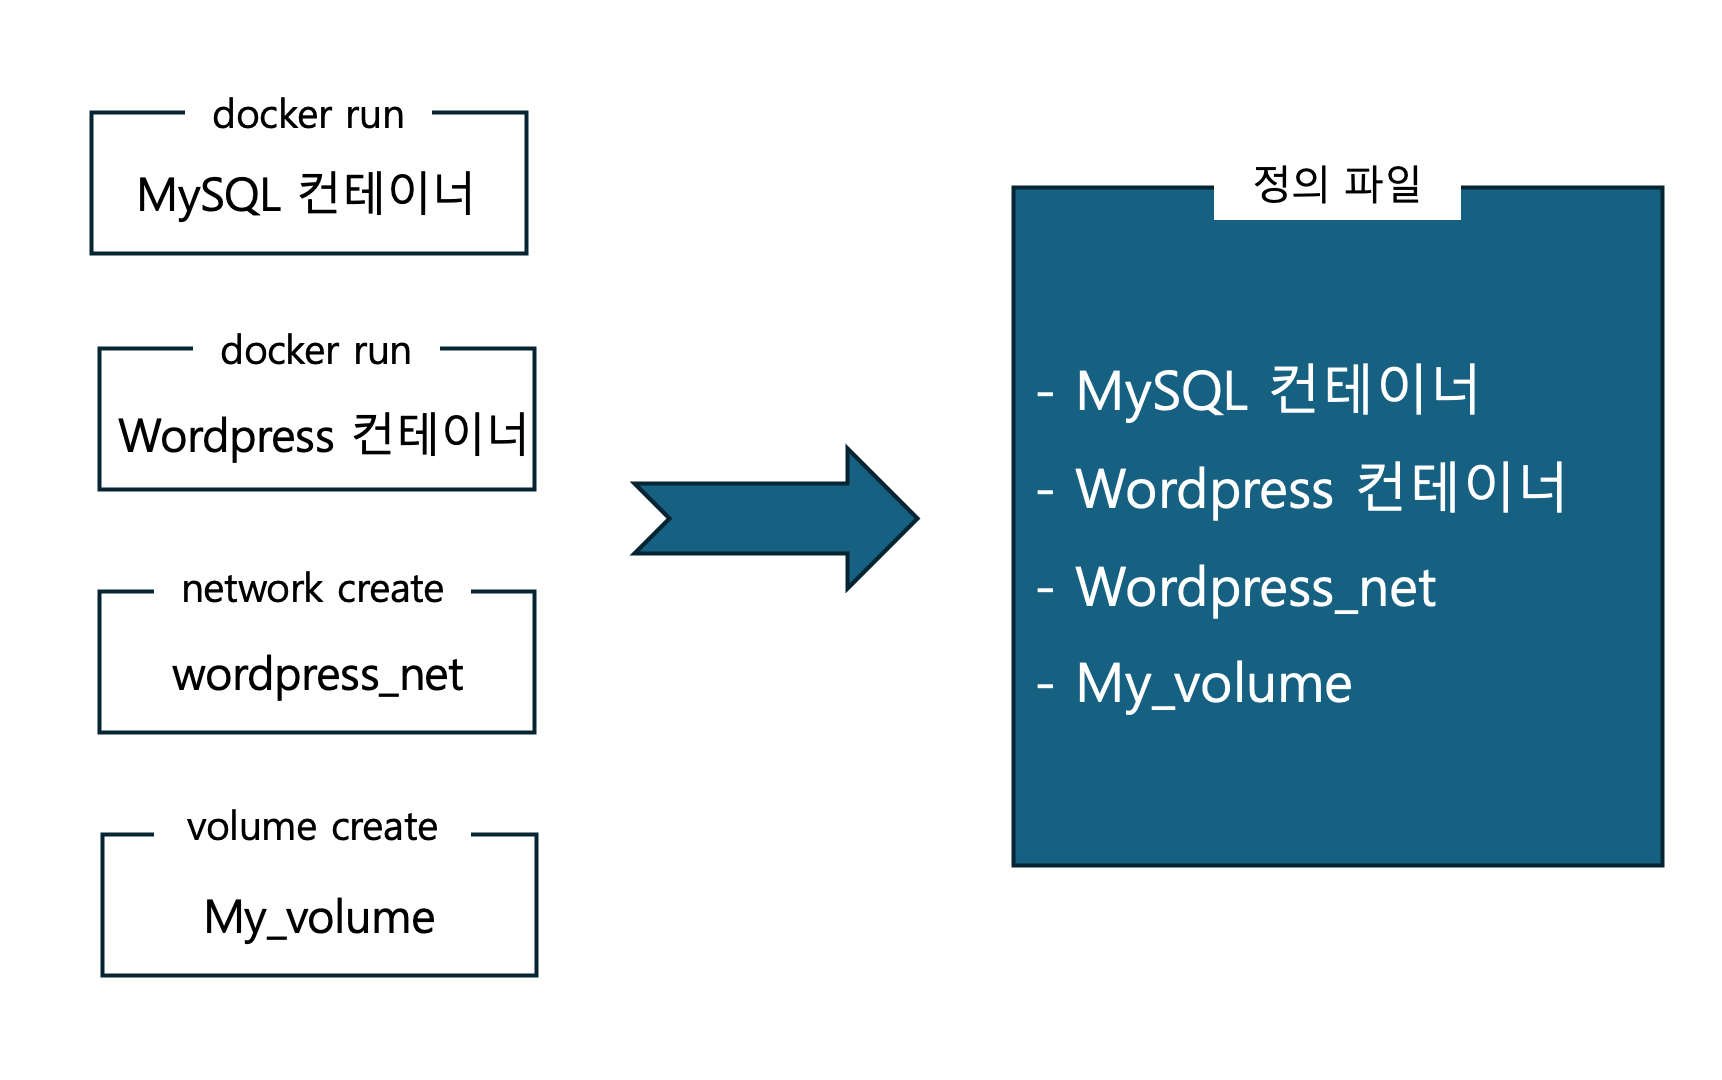 docker run
MySQL 컨테이너
docker run
Wordpress 컨테이너
network create
wordpress_net
volume create
My_volume
정의 파일
- MySQL 컨테이너
- Wordpress 컨테이너
- Wordpress_net
- My_volume